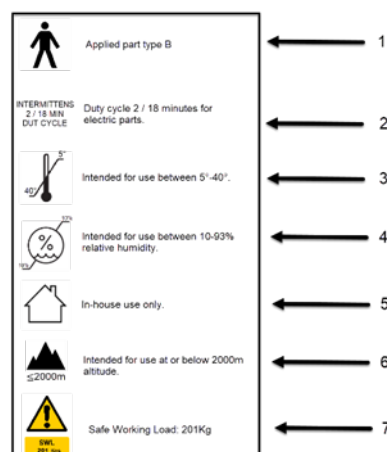 Applied part type B
1
INTERMITTENS
2 / 18 MIN
DUT CYCLE
Duty cycle 2 / 18 minutes for
electric parts.
2
5°
40°
Intended for use between 5°-40°.
3
93%
%
10%
Intended for use between 10-93%
relative humidity.
4
In-house use only.
5
≤2000m
Intended for use at or below 2000m
altitude.
6
SWL
201 KGS
Safe Working Load: 201Kg
7